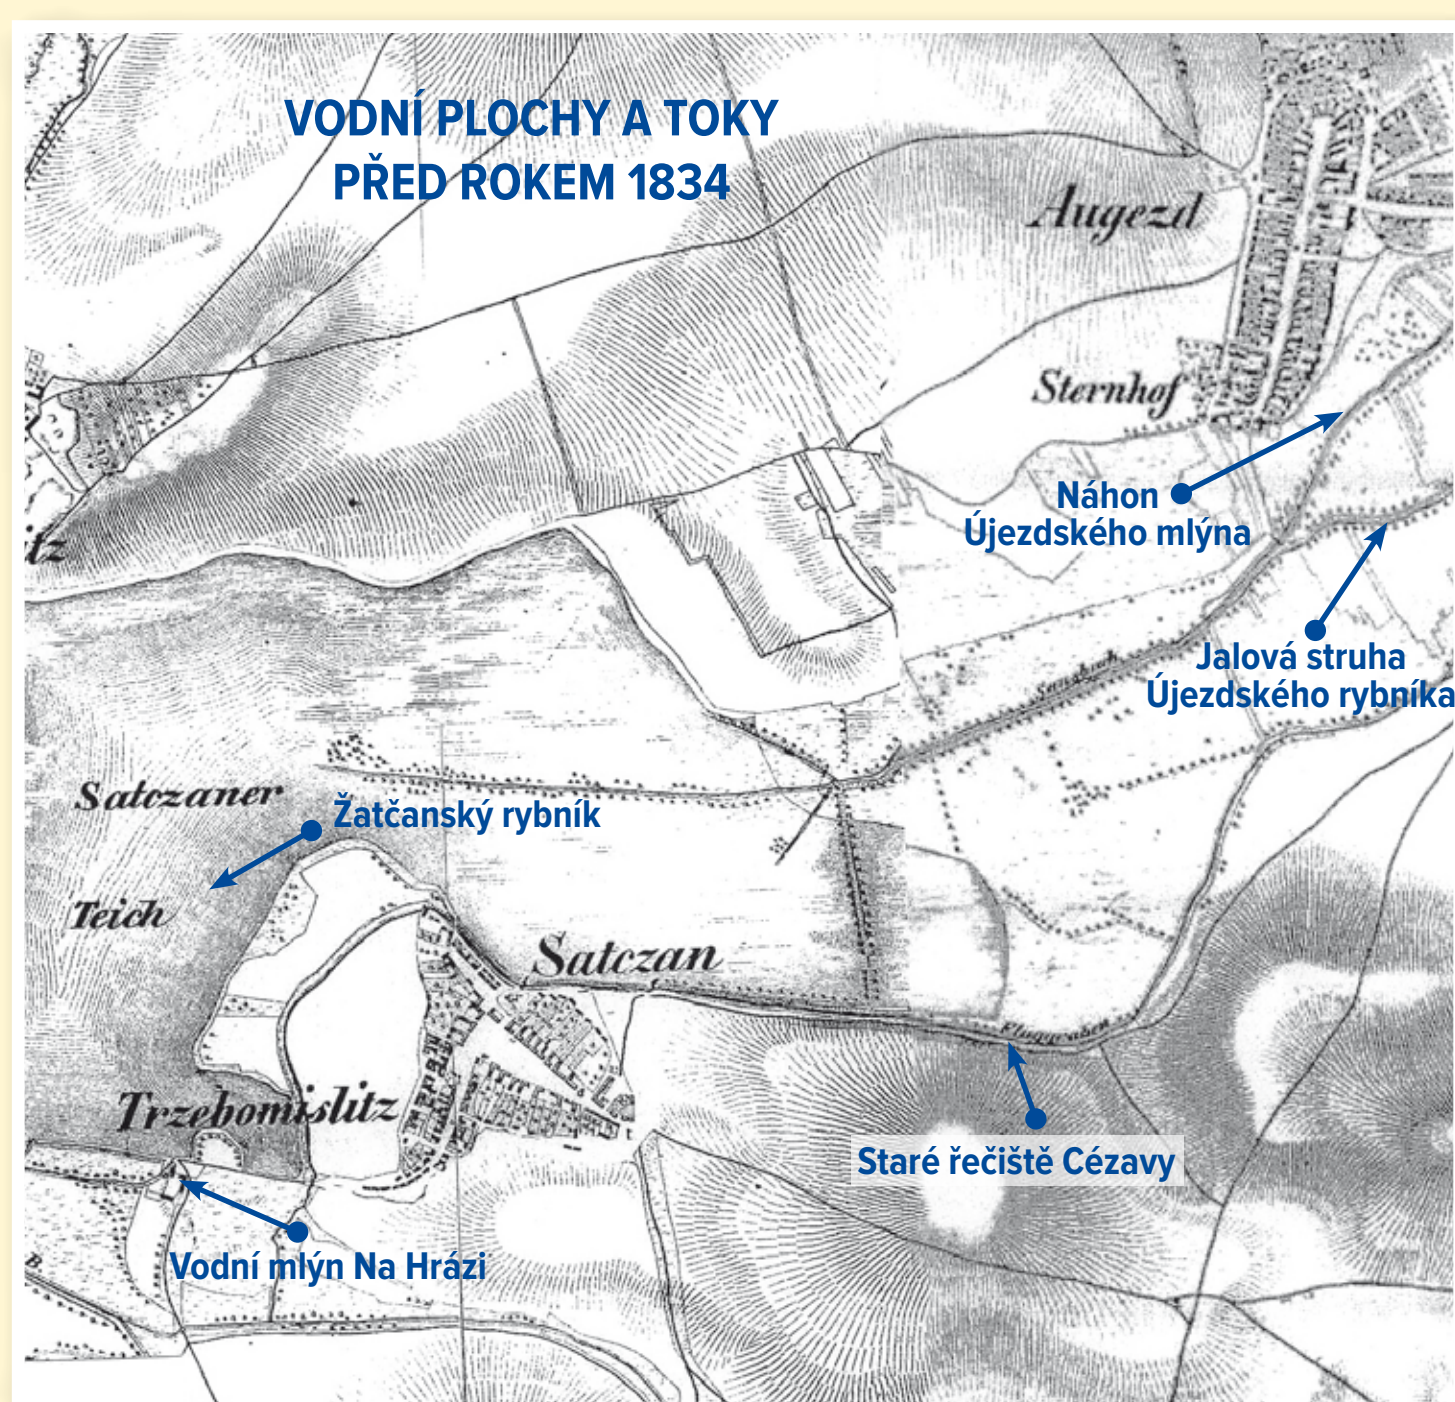 VODNÍ PLOCHY A TOKY
PŘED ROKEM 1834
Augezd
Sternhof
Náhon
Újezdského mlýna
itz
Jalová struha
Újezdského rybníka
Satczaner
Žatčanský rybník
Teich
Satczan
Trzebomislitz
Staré řečiště Cézavy
Vodní mlýn Na Hrázi
B